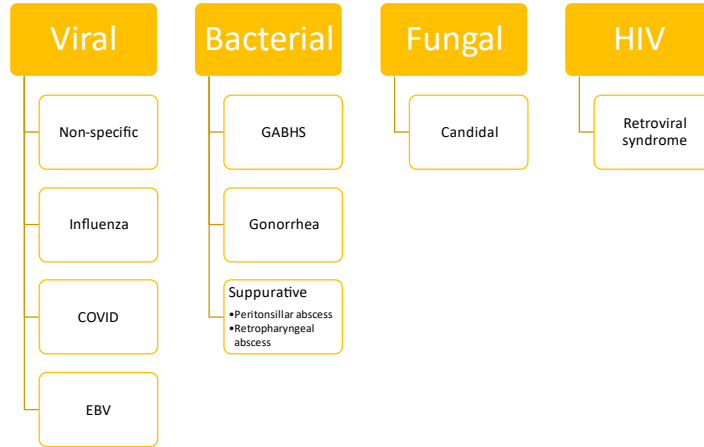 Viral
Non-specific
Influenza
COVID
EBV
Bacterial
GABHS
Gonorrhea
Suppurative
•Peritonsillar abscess
•Retropharyngeal
abscess
Fungal
Candidal
HIV
Retroviral
syndrome